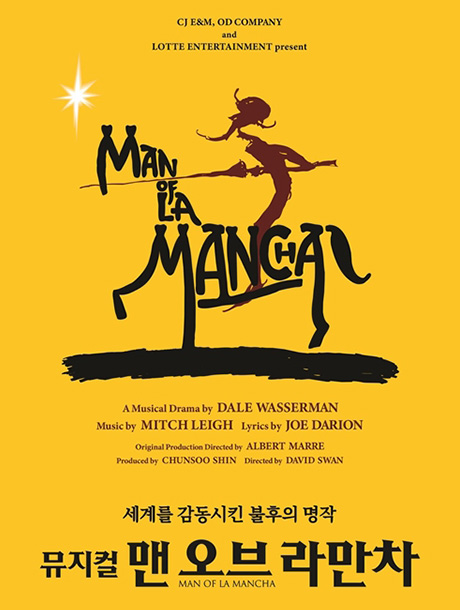 CJ E&M, OD COMPANY
and
LOTTE ENTERTAINMENT present
MAN
OF
LA
MANCHA
A Musical Drama by DALE WASSERMAN
Music by MITCH LEIGH Lyrics by JOE DARION
Original Production Directed by ALBERT MARRE
Produced by CHUNSOO SHIN Directed by DAVID SWAN
세계를 감동시킨 불후의 명작
뮤지컬 맨 오브 라만차
MAN OF LA MANCHA